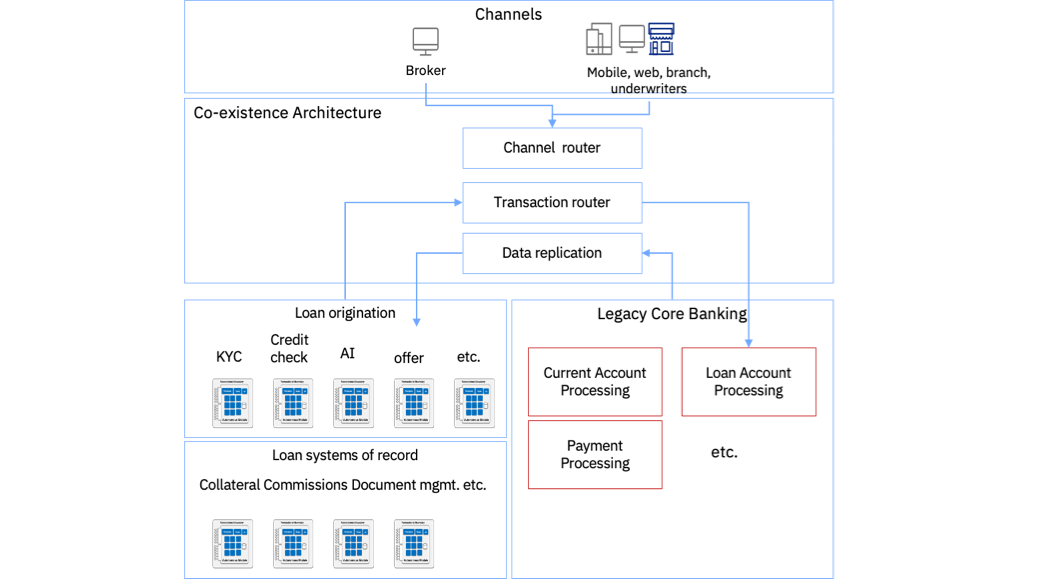 Channels
Broker
Mobile, web, branch,
underwriters
Co-existence Architecture
Channel router
Transaction router
Data replication
Loan origination
KYC
Credit
check
AI
offer
etc.
Loan systems of record
Collateral Commissions Document mgmt. etc.
Legacy Core Banking
Current Account
Processing
Loan Account
Processing
Payment
Processing
etc.